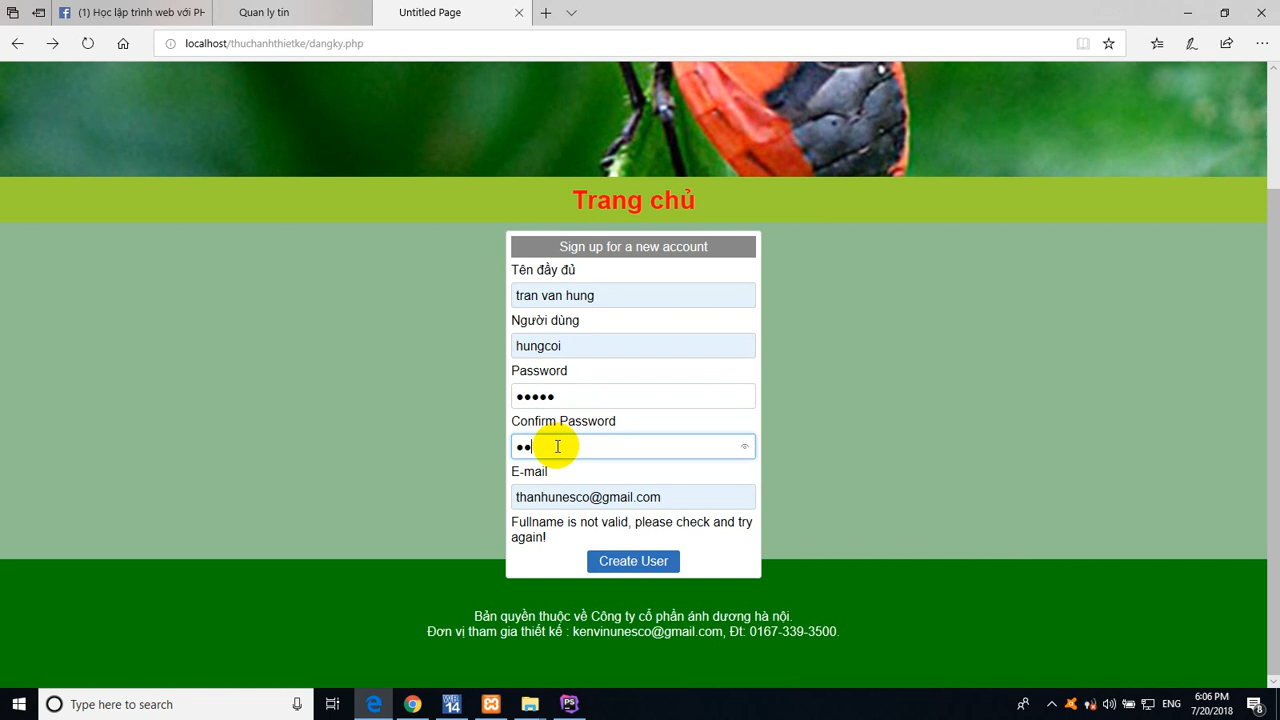 (1) Học lập trình web với PH
Quan ly tin
Untitled Page
localhost/thuchanhthietke/dangky.php
Trang chủ
Sign up for a new account
Tên đầy đủ
tran van hung
Người dùng
hungcoi
Password
●●●●●
Confirm Password
●●
E-mail
thanhunesco@gmail.com
Fullname is not valid, please check and try
again!
Create User
Bản quyền thuộc về Công ty cổ phần ánh dương hà nội.
Đơn vị tham gia thiết kế : kenvinunesco@gmail.com, Đt: 0167-339-3500.
Type here to search
14
PS
ENG
6:06 PM
7/20/2018
8